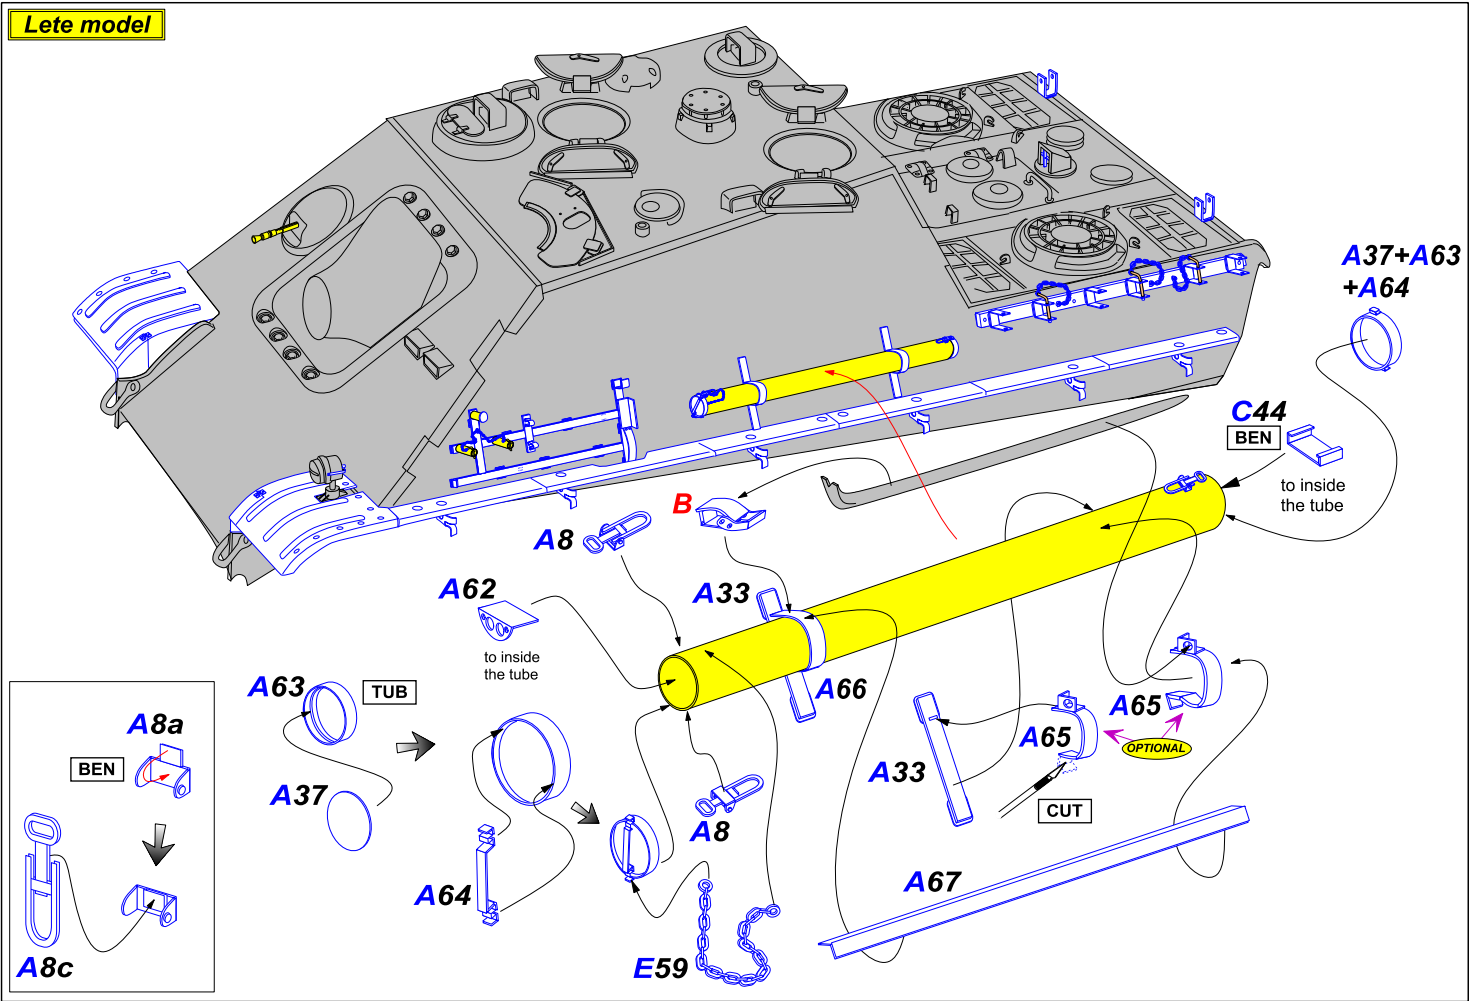 Lete model
A37+A63
+A64
C44
BEN
to inside
the tube
B
A8
A62
to inside
the tube
A33
A66
A63
TUB
A37
A64
A8
E59
A33
A65
A65
OPTIONAL
CUT
A67
A8a
BEN
A8c